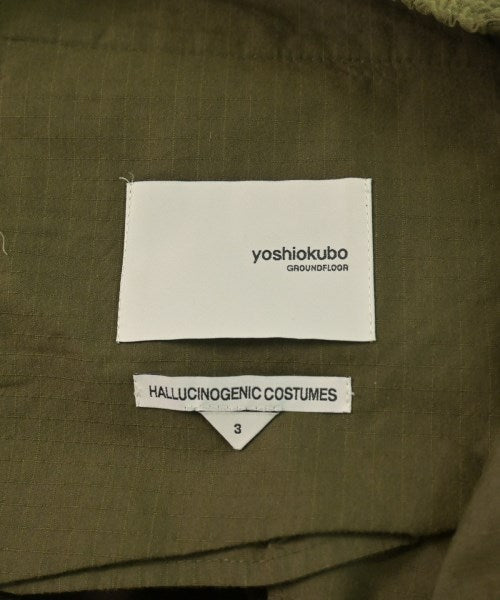 yoshiokubo
GROUNDFLOOR
HALLUCINOGENIC COSTUMES
3